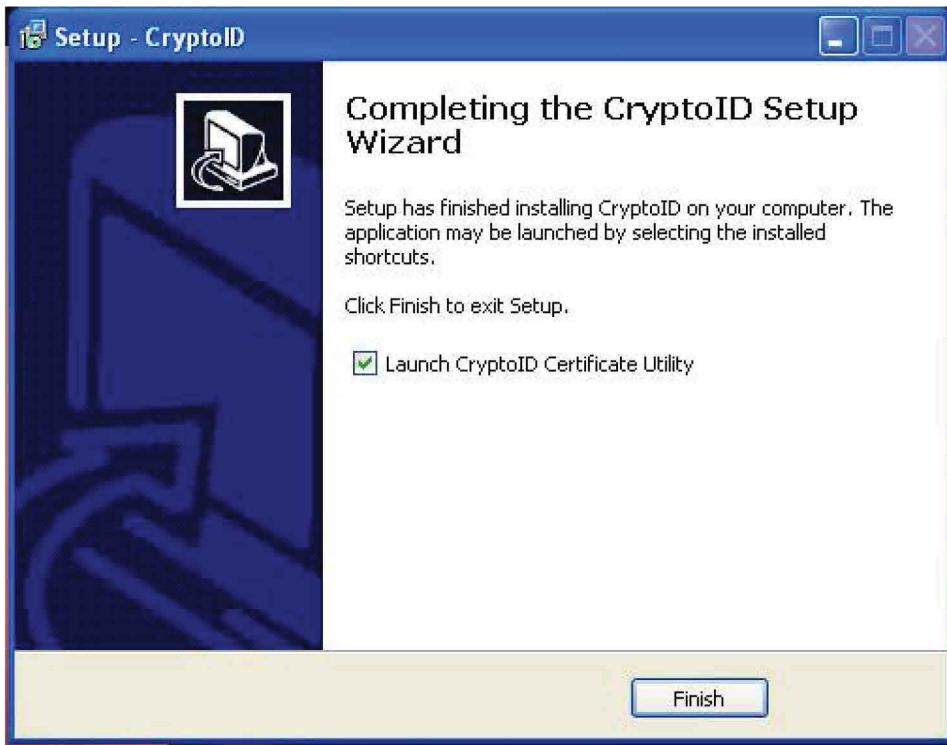 Setup - CryptoID
Completing the CryptoID Setup
Wizard
Setup has finished installing CryptoID on your computer. The
application may be launched by selecting the installed
shortcuts.
Click Finish to exit Setup.
Launch CryptoID Certificate Utility
Finish